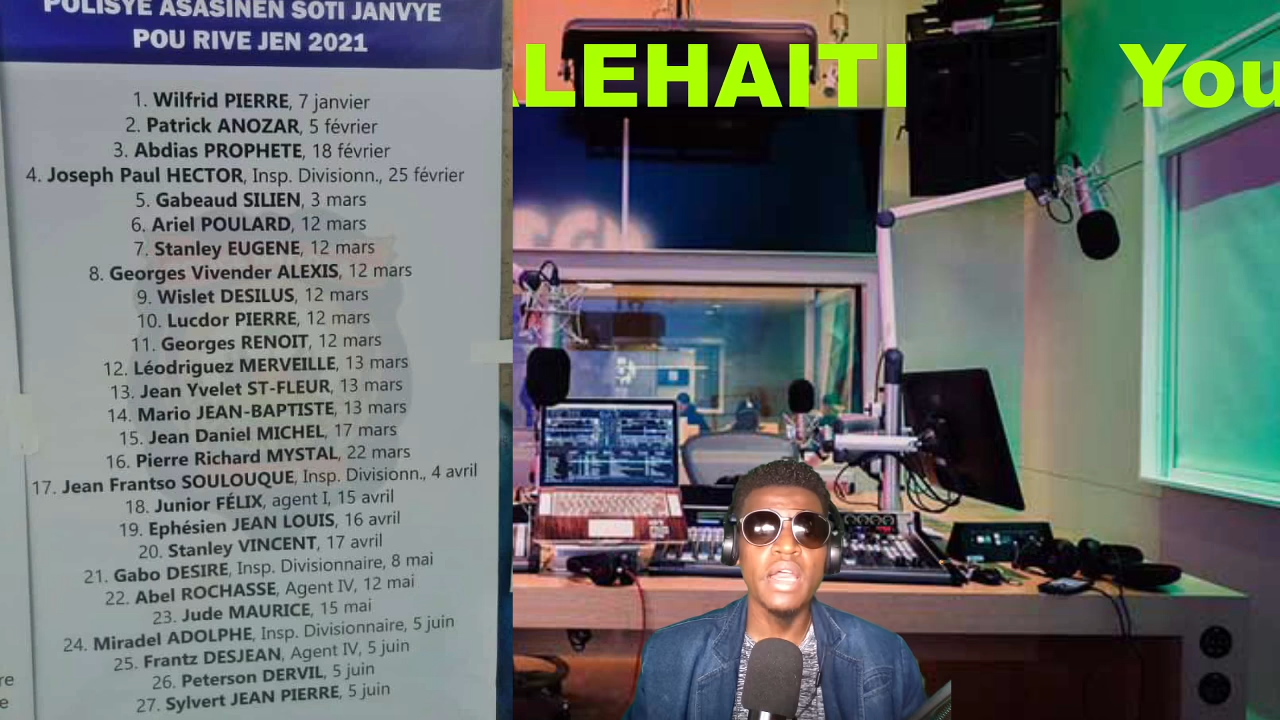 POLISYE ASASINEN SOTI JANVYE
POU RIVE JEN 2021
1. Wilfrid PIERRE, 7 janvier
2. Patrick ANOZAR, 5 février
3. Abdias PROPHETE, 18 février
4. Joseph Paul HECTOR, Insp. Divisionn., 25 février
5. Gabeaud SILIEN, 3 mars
6. Ariel POULARD, 12 mars
7. Stanley EUGENE, 12 mars
8. Georges Vivender ALEXIS, 12 mars
9. Wislet DESILUS, 12 mars
10. Lucdor PIERRE, 12 mars
11. Georges RENOIT, 12 mars
12. Léodriguez MERVEILLE, 13 mars
13. Jean Yvelet ST-FLEUR, 13 mars
14. Mario JEAN-BAPTISTE, 13 mars
15. Jean Daniel MICHEL, 17 mars
16. Pierre Richard MYSTAL, 22 mars
17. Jean Frantso SOULOUQUE, Insp. Divisionn., 4 avril
18. Junior FÉLIX, agent I, 15 avril
19. Ephésien JEAN LOUIS, 16 avril
20. Stanley VINCENT, 17 avril
21. Gabo DESIRE, Insp. Divisionnaire, 8 mai
22. Abel ROCHASSE, Agent IV, 12 mai
23. Jude MAURICE, 15 mai
24. Miradel ADOLPHE, Insp. Divisionnaire, 5 juin
25. Frantz DESJEAN, Agent IV, 5 juin
26. Peterson DERVIL, 5 juin
27. Sylvert JEAN PIERRE, 5 juin
re
e
ALEHAITI You